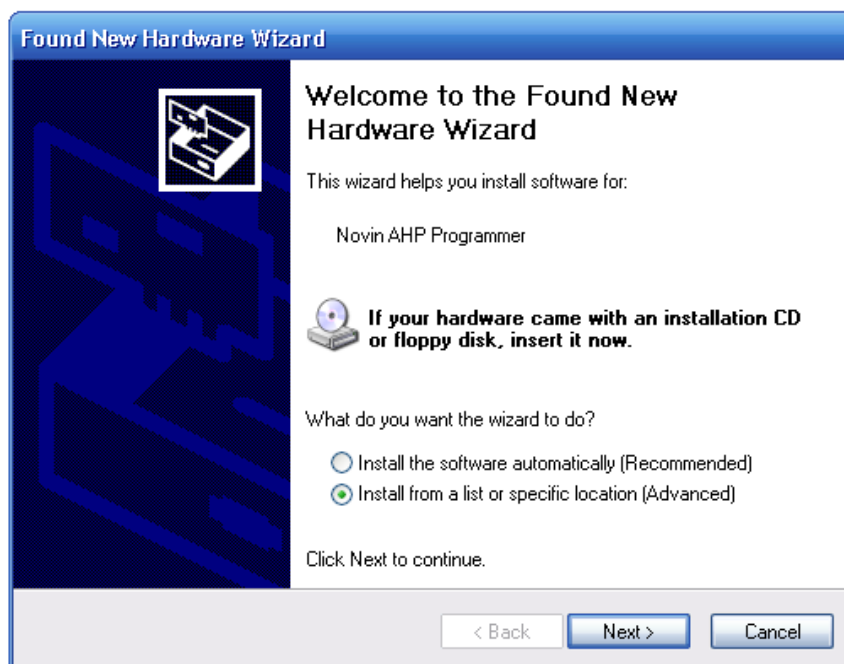 Found New Hardware Wizard
Welcome to the Found New
Hardware Wizard
This wizard helps you install software for:
Novin AHP Programmer
If your hardware came with an installation CD
or floppy disk, insert it now.
What do you want the wizard to do?
Install the software automatically (Recommended)
Install from a list or specific location (Advanced)
Click Next to continue.
< Back
Next >
Cancel